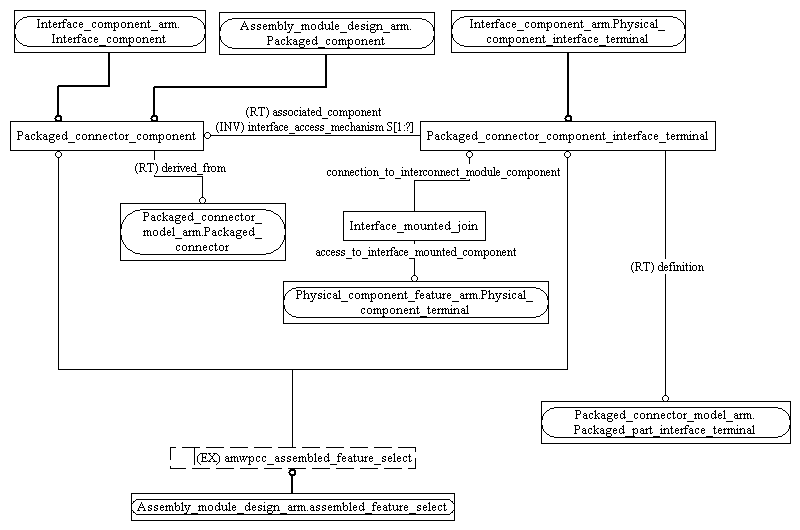 Interface_component_arm.
Interface_component
Assembly_module_design_arm.
Packaged_component
Interface_component_arm.Physical_
component_interface_terminal
(RT) associated_component
(INV) interface_access_mechanism S[1:?]
Packaged_connector_component
Packaged_connector_component_interface_terminal
(RT) derived_from
connection_to_interconnect_module_component
Packaged_connector_
model_arm.Packaged_
connector
Interface_mounted_join
access_to_interface_mounted_component
(RT) definition
Physical_component_feature_arm.Physical_
component_terminal
Packaged_connector_model_arm.
Packaged_part_interface_terminal
(EX) amwpcc_assembled_feature_select
Assembly_module_design_arm.assembled_feature_select